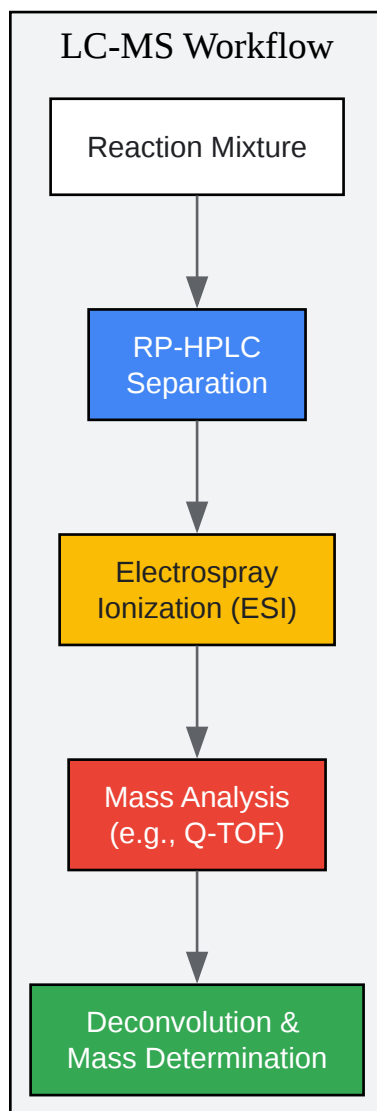 LC-MS Workflow
Reaction Mixture
RP-HPLC
Separation
Electrospray
Ionization (ESI)
Mass Analysis
(e.g., Q-TOF)
Deconvolution &
Mass Determination